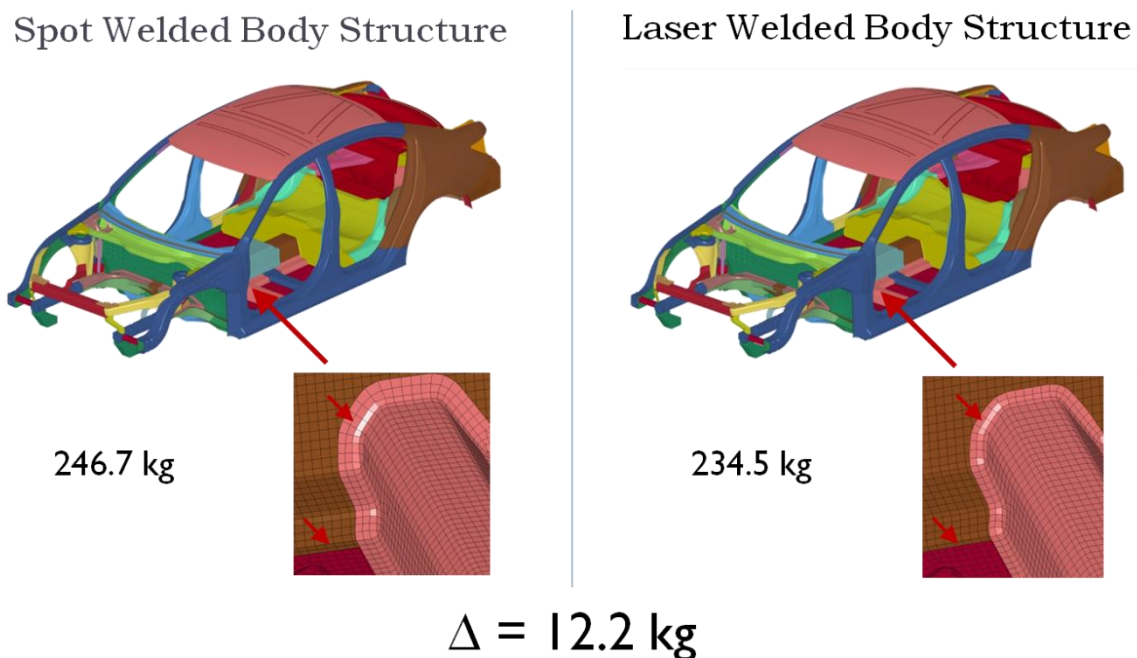 Spot Welded Body Structure
Laser Welded Body Structure
246.7 kg
234.5 kg
Δ = 12.2 kg